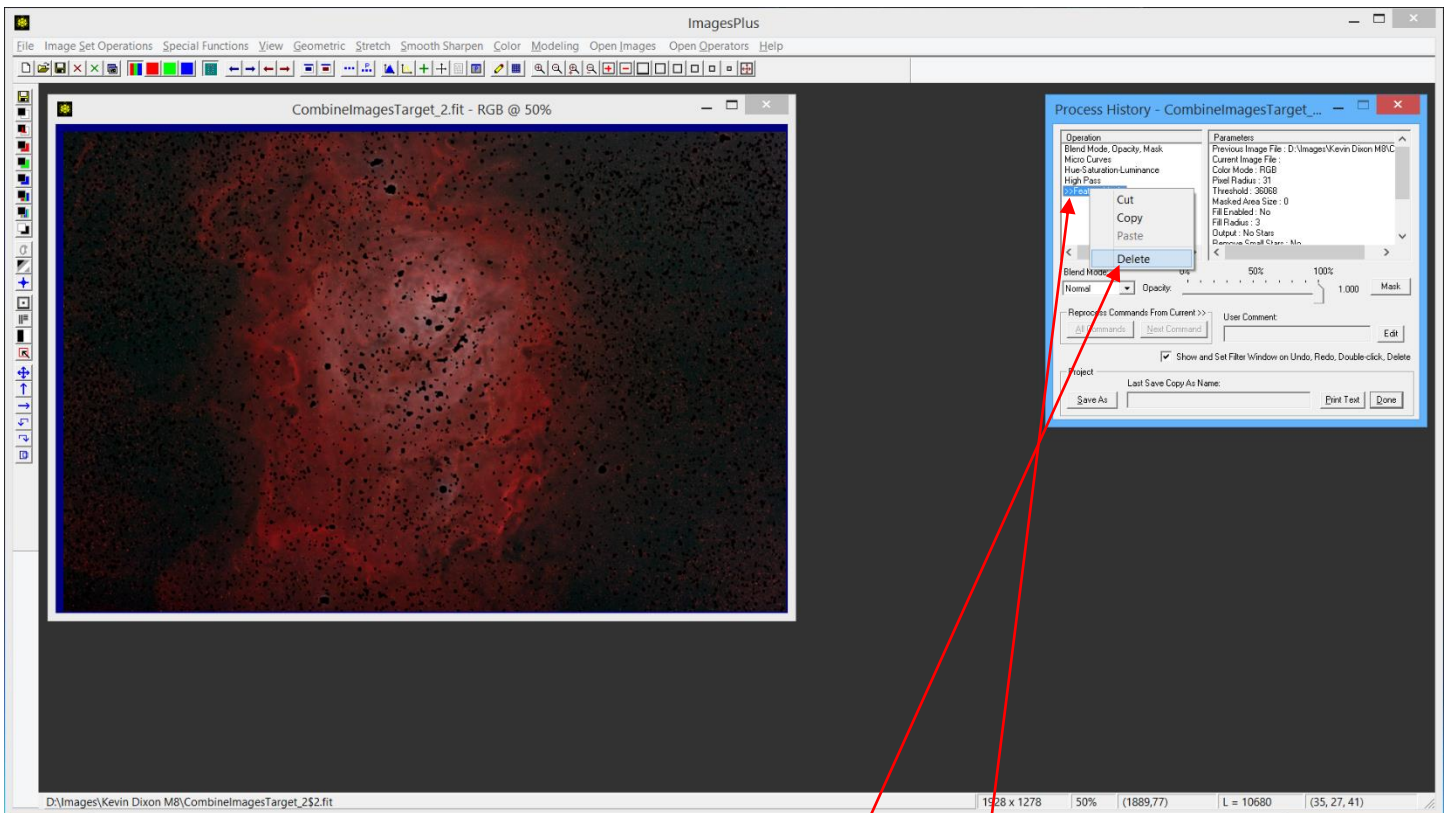 ImagesPlus
File Image Set Operations Special Functions View Geometric Stretch Smooth Sharpen Color Modeling Open Images Open Operators Help
CombineImagesTarget_2.fit - RGB @ 50%
Process History - CombineImagesTarget_...
Operation
Blend Mode, Opacity, Mask
Micro Curves
Hue-Saturation-Luminance
High Pass
Cut
Copy
Paste
Delete
Parameters
Previous Image File : D:\Images\Kevin Dixon M8\C
Current Image File :
Color Mode : RGB
Pixel Radius : 31
Threshold : 36068
Masked Area Size : 0
Fill Enabled : No
Fill Radius : 3
Output : No Stars
Remove Small Stars : No
Blend Mode: 0% 50% 100%
Normal Opacity: 1.000 Mask
Reprocess Commands From Current >>
All Commands Next Command
User Comment:
Edit
Show and Set Filter Window on Undo, Redo, Double-click, Delete
Project
Last Save Copy As Name:
Save As Print Text Done
D:\Images\Kevin Dixon M8\CombineImagesTarget_2$2.fit 1928 x 1278 50% (1889,77) L = 10680 (35, 27, 41)